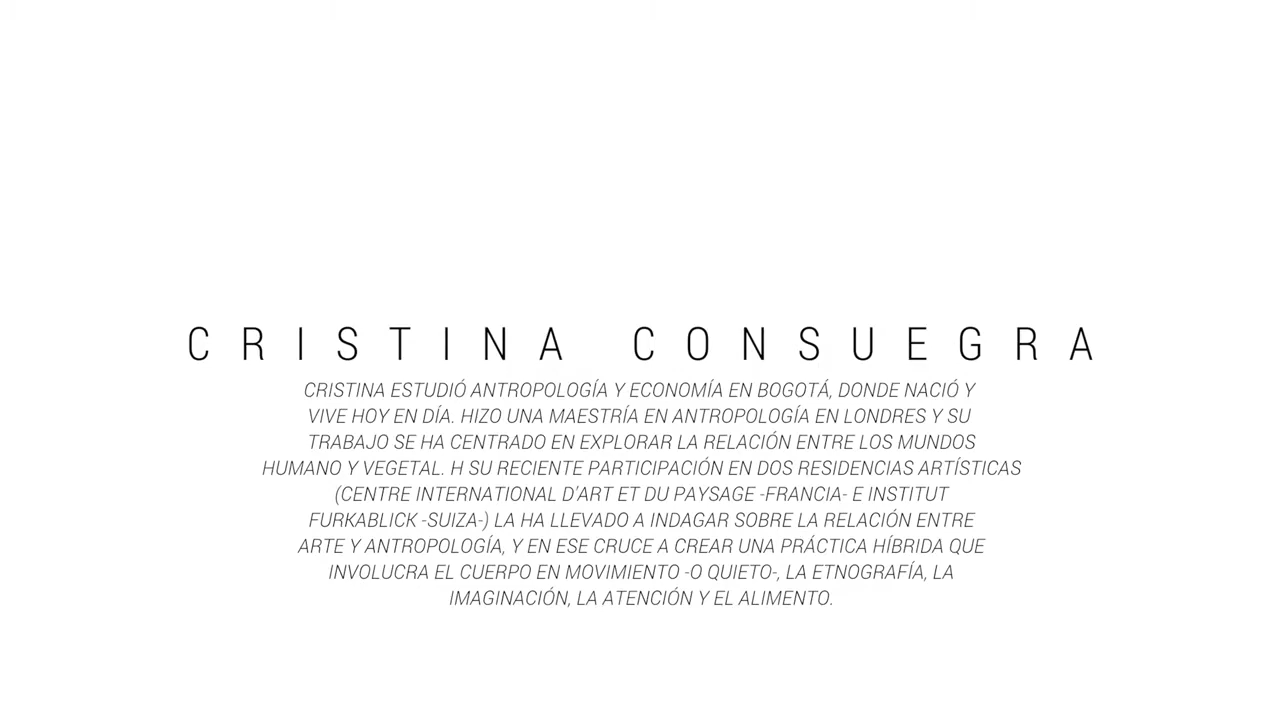 CRISTINA CONSUEGRA
CRISTINA ESTUDIÓ ANTROPOLOGÍA Y ECONOMÍA EN BOGOTÁ, DONDE NACIÓ Y
VIVE HOY EN DÍA. HIZO UNA MAESTRÍA EN ANTROPOLOGÍA EN LONDRES Y SU
TRABAJO SE HA CENTRADO EN EXPLORAR LA RELACIÓN ENTRE LOS MUNDOS
HUMANO Y VEGETAL. H SU RECIENTE PARTICIPACIÓN EN DOS RESIDENCIAS ARTÍSTICAS
(CENTRE INTERNATIONAL D'ART ET DU PAYSAGE -FRANCIA- E INSTITUT
FURKABLICK -SUIZA-) LA HA LLEVADO A INDAGAR SOBRE LA RELACIÓN ENTRE
ARTE Y ANTROPOLOGÍA, Y EN ESE CRUCE A CREAR UNA PRÁCTICA HÍBRIDA QUE
INVOLUCRA EL CUERPO EN MOVIMIENTO -O QUIETO-, LA ETNOGRAFÍA, LA
IMAGINACIÓN, LA ATENCIÓN Y EL ALIMENTO.